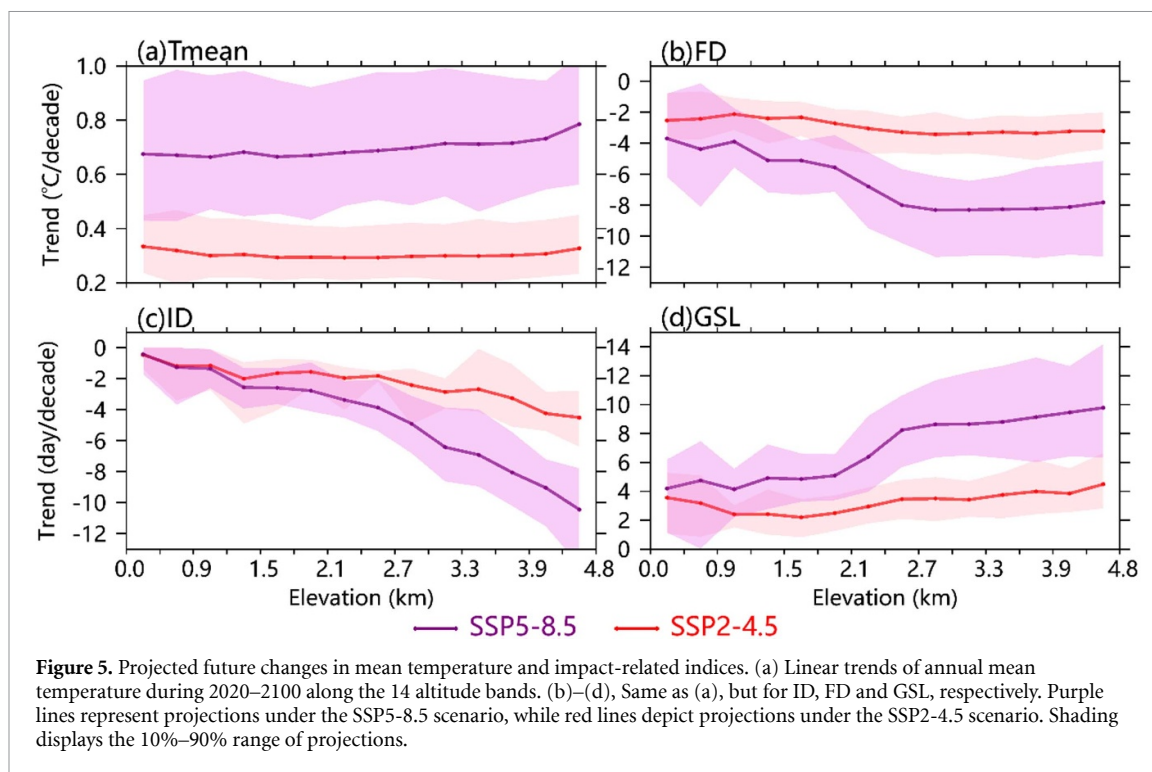 (a)Tmean
(b)FD
Trend (°C/decade)
1.0
0.8
0.6
0.4
0.2
0
-2
-4
-6
-8
-10
-12
(c)ID
(d)GSL
Trend (day/decade)
0
-2
-4
-6
-8
-10
-12
14
12
10
8
6
4
2
0
0.0 0.9 1.5 2.1 2.7 3.3 3.9 4.8
0.0 0.9 1.5 2.1 2.7 3.3 3.9 4.8
Elevation (km)
Elevation (km)
SSP5-8.5 SSP2-4.5
Figure 5. Projected future changes in mean temperature and impact-related indices. (a) Linear trends of annual mean
temperature during 2020–2100 along the 14 altitude bands. (b)–(d), Same as (a), but for ID, FD and GSL, respectively. Purple
lines represent projections under the SSP5-8.5 scenario, while red lines depict projections under the SSP2-4.5 scenario. Shading
displays the 10%–90% range of projections.